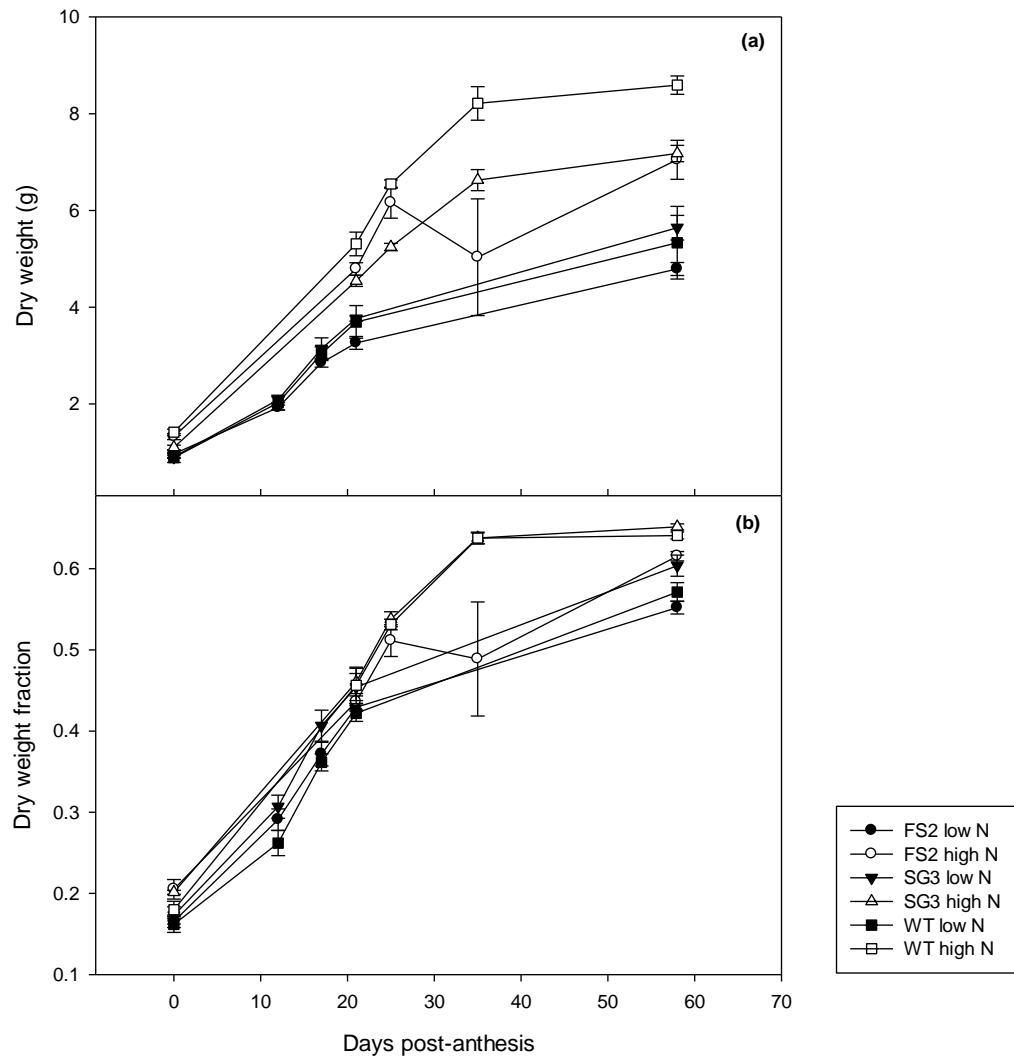 10
(a)
8
6
4
2
Dry weight (g)
(b)
0.6
0.5
0.4
0.3
0.2
0.1
Dry weight fraction
0 10 20 30 40 50 60 70
Days post-anthesis
FS2 low N
FS2 high N
SG3 low N
SG3 high N
WT low N
WT high N